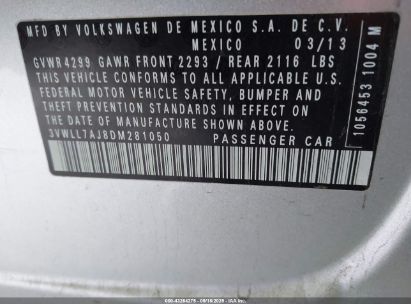 MFD BY VOLKSWAGEN DE MEXICO S.A. DE C.V.
MEXICO 03/13
GVWR 4299 GAWR FRONT 2293 / REAR 2116 LBS
THIS VEHICLE CONFORMS TO ALL APPLICABLE U.S.
FEDERAL MOTOR VEHICLE SAFETY, BUMPER, AND
THEFT PREVENTION STANDARDS IN EFFECT ON
THE DATE OF MANUFACTURE SHOWN ABOVE.
3VWLL7AJ8DM281050 PASSENGER CAR
1056453 1004 M